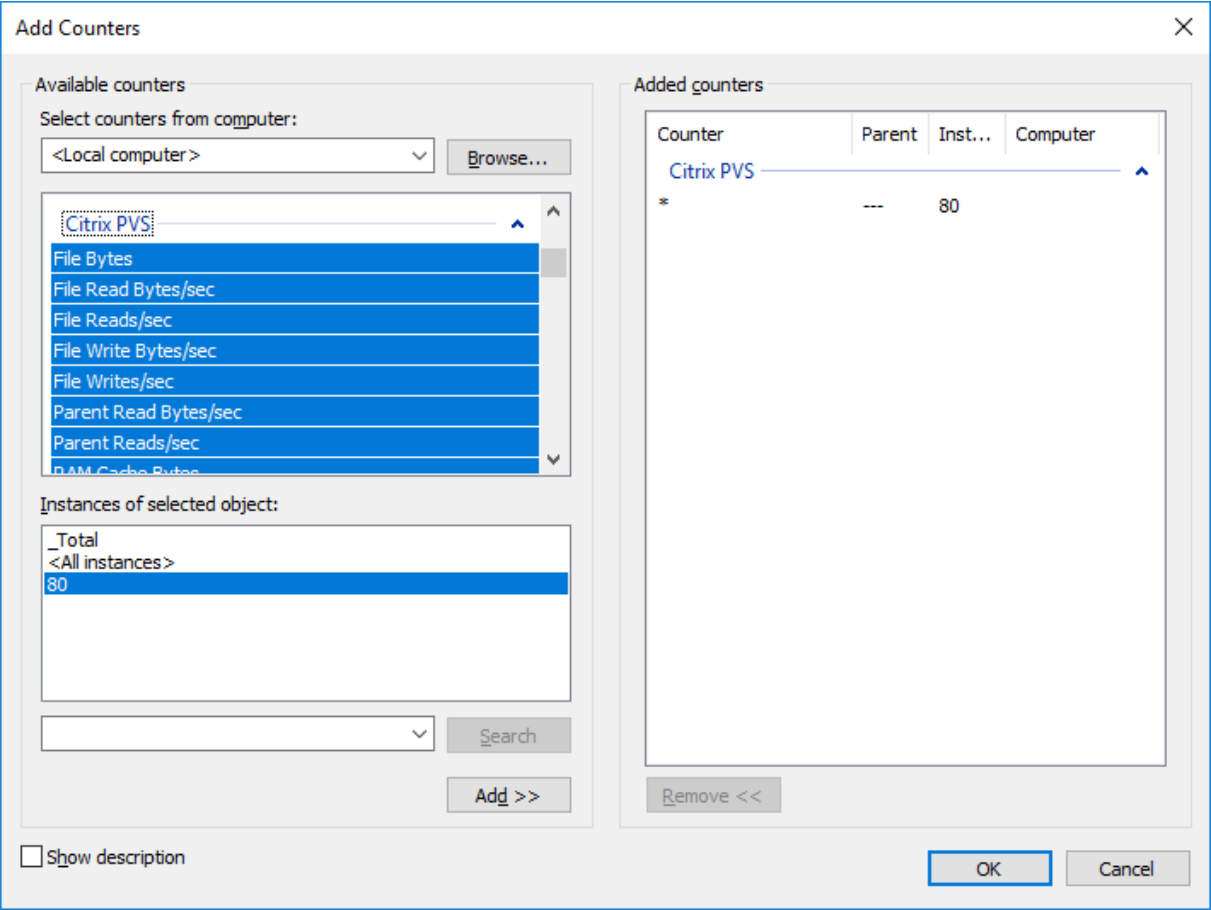 Add Counters
Available counters
Select counters from computer:
<Local computer>
Browse...
Citrix PVS
File Bytes
File Read Bytes/sec
File Reads/sec
File Write Bytes/sec
File Writes/sec
Parent Read Bytes/sec
Parent Reads/sec
RAM Cache Bytes
Instances of selected object:
_Total
<All instances>
80
Search
Add >>
Show description
Added counters
Counter Parent Inst... Computer
Citrix PVS
* --- 80
Remove <<
OK Cancel